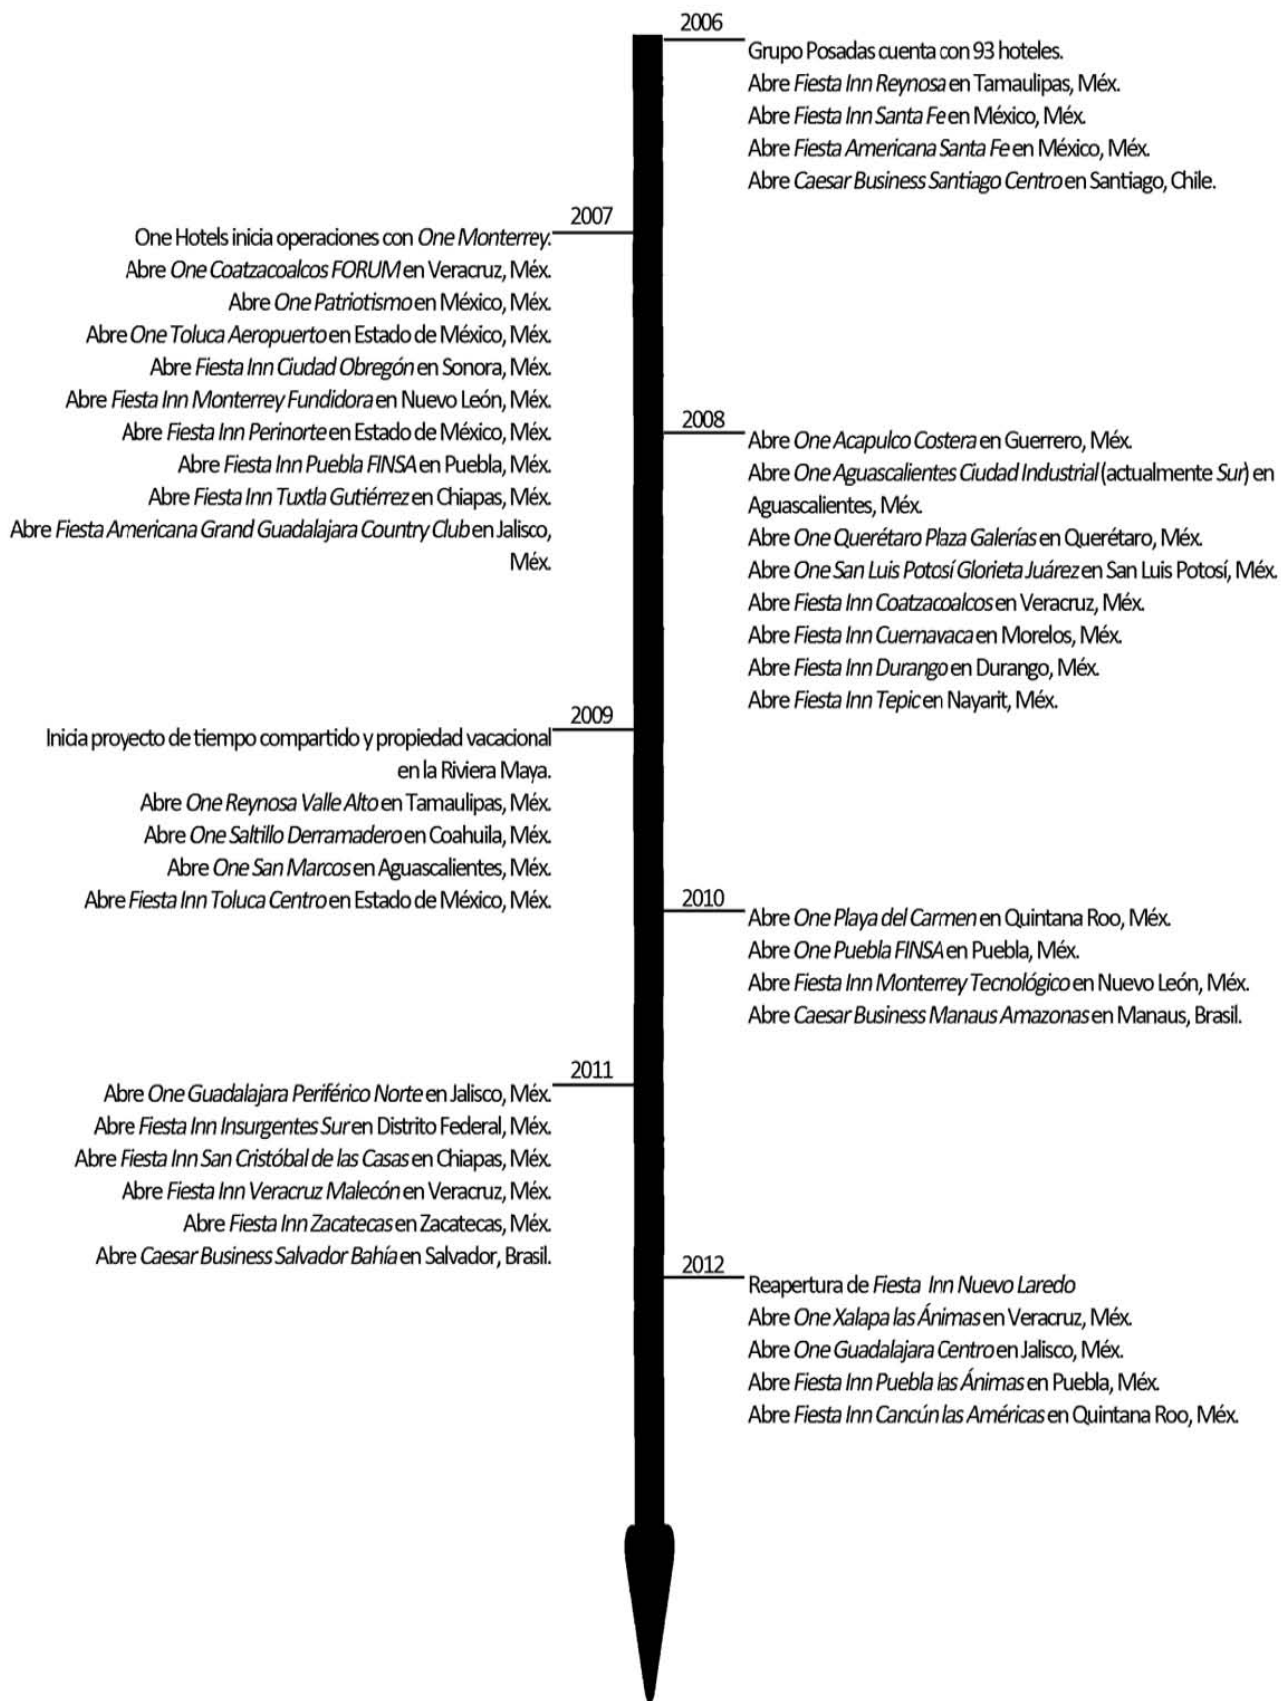 2006
Grupo Posadas cuenta con 93 hoteles.
Abre Fiesta Inn Reynosa en Tamaulipas, Méx.
Abre Fiesta Inn Santa Fe en México, Méx.
Abre Fiesta Americana Santa Fe en México, Méx.
Abre Caesar Business Santiago Centro en Santiago, Chile.
2007
One Hotels inicia operaciones con One Monterrey.
Abre One Coatzacoalcos FORUM en Veracruz, Méx.
Abre One Patriotismo en México, Méx.
Abre One Toluca Aeropuerto en Estado de México, Méx.
Abre Fiesta Inn Ciudad Obregón en Sonora, Méx.
Abre Fiesta Inn Monterrey Fundidora en Nuevo León, Méx.
Abre Fiesta Inn Perinorte en Estado de México, Méx.
Abre Fiesta Inn Puebla FINSA en Puebla, Méx.
Abre Fiesta Inn Tuxtla Gutiérrez en Chiapas, Méx.
Abre Fiesta Americana Grand Guadalajara Country Club en Jalisco,
Méx.
2008
Abre One Acapulco Costera en Guerrero, Méx.
Abre One Aguascalientes Ciudad Industrial (actualmente Sur) en
Aguascalientes, Méx.
Abre One Querétaro Plaza Galerías en Querétaro, Méx.
Abre One San Luis Potosí Glorieta Juárez en San Luis Potosí, Méx.
Abre Fiesta Inn Coatzacoalcos en Veracruz, Méx.
Abre Fiesta Inn Cuernavaca en Morelos, Méx.
Abre Fiesta Inn Durango en Durango, Méx.
Abre Fiesta Inn Tepic en Nayarit, Méx.
2009
Inicia proyecto de tiempo compartido y propiedad vacacional
en la Riviera Maya.
Abre One Reynosa Valle Alto en Tamaulipas, Méx.
Abre One Saltillo Derramadero en Coahuila, Méx.
Abre One San Marcos en Aguascalientes, Méx.
Abre Fiesta Inn Toluca Centro en Estado de México, Méx.
2010
Abre One Playa del Carmen en Quintana Roo, Méx.
Abre One Puebla FINSA en Puebla, Méx.
Abre Fiesta Inn Monterrey Tecnológico en Nuevo León, Méx.
Abre Caesar Business Manaus Amazonas en Manaus, Brasil.
2011
Abre One Guadalajara Periférico Norte en Jalisco, Méx.
Abre Fiesta Inn Insurgentes Sur en Distrito Federal, Méx.
Abre Fiesta Inn San Cristóbal de las Casas en Chiapas, Méx.
Abre Fiesta Inn Veracruz Malecón en Veracruz, Méx.
Abre Fiesta Inn Zacatecas en Zacatecas, Méx.
Abre Caesar Business Salvador Bahía en Salvador, Brasil.
2012
Reapertura de Fiesta Inn Nuevo Laredo
Abre One Xalapa las Ánimas en Veracruz, Méx.
Abre One Guadalajara Centro en Jalisco, Méx.
Abre Fiesta Inn Puebla las Ánimas en Puebla, Méx.
Abre Fiesta Inn Cancún las Américas en Quintana Roo, Méx.